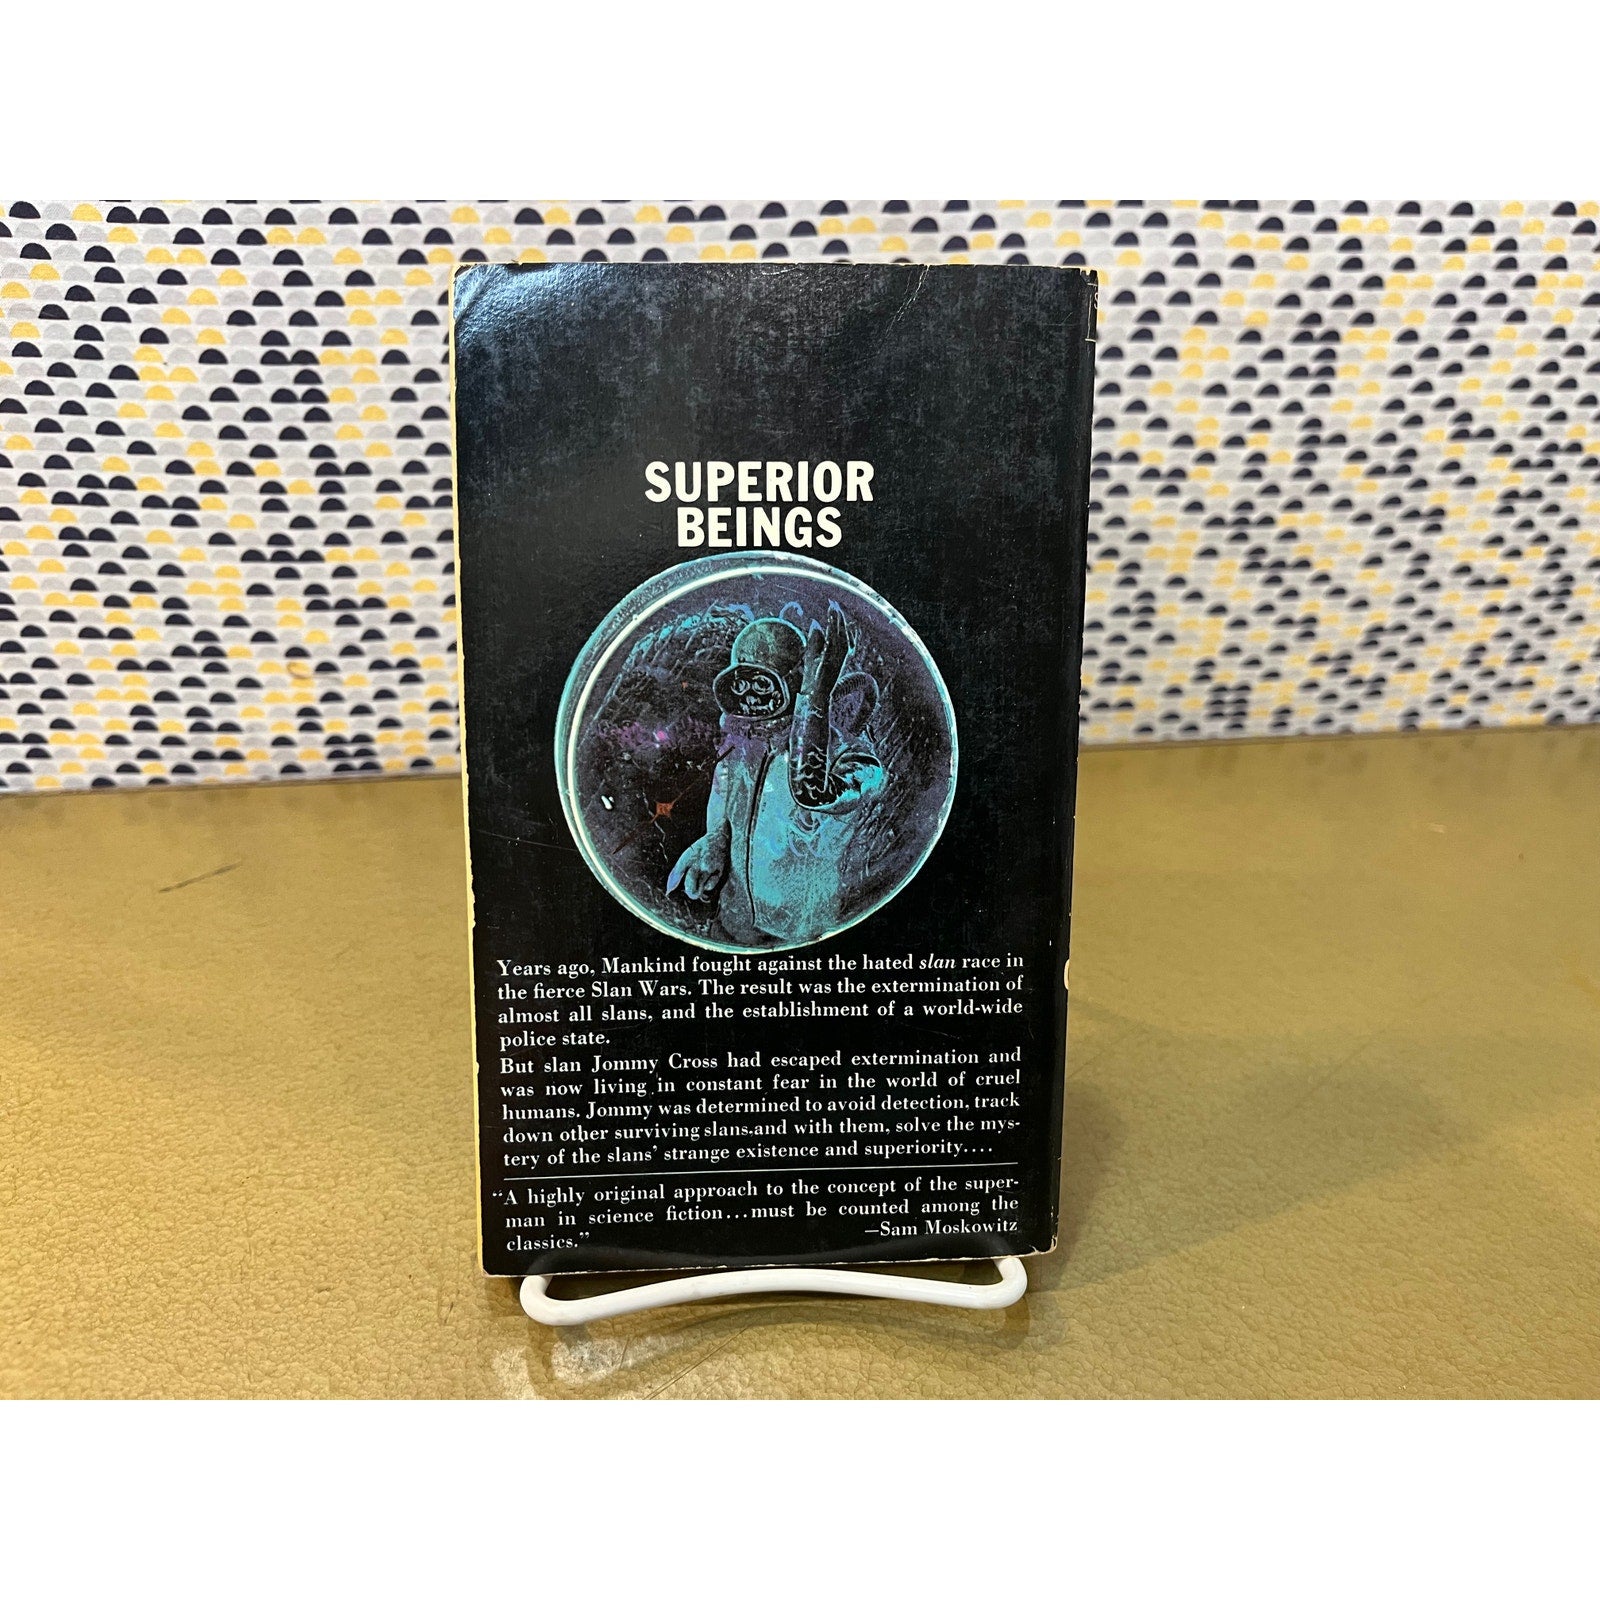 SUPERIOR
BEINGS
Years ago, Mankind fought against the hated slan race in
the fierce Slan Wars. The result was the extermination of
almost all slans, and the establishment of a world-wide
police state.
But slan Jommy Cross had escaped extermination and
was now living in constant fear in the world of cruel
humans. Jommy was determined to avoid detection, track
down other surviving slans, and with them, solve the mys-
tery of the slans' strange existence and superiority....
"A highly original approach to the concept of the super-
man in science fiction...must be counted among the
classics."
—Sam Moskowitz